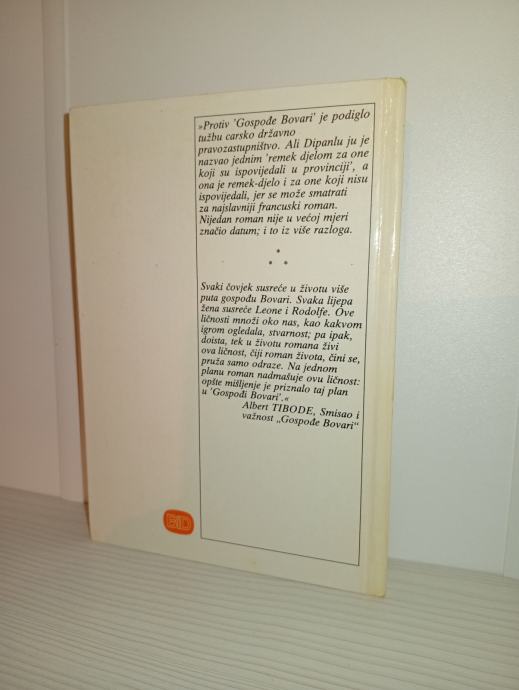 »Protiv 'Gospođe Bovari' je podiglo
tužbu carsko državno
pravozastupništvo. Ali Dipanlu ju je
nazvao jednim 'remek djelom za one
koji su ispovijedali u provinciji', a
ona je remek-djelo i za one koji nisu
ispovijedali, jer se može smatrati
za najslavniji francuski roman.
Nijedan roman nije u većoj mjeri
značio datum; i to iz više razloga.
Svaki čovjek susreće u životu više
puta gospođu Bovari. Svaka lijepa
žena susreće Leone i Rodolfe. Ove
ličnosti množi oko nas, kao kakvom
igrom ogledala, stvarnost; pa ipak,
doista, tek u životu romana živi
ova ličnost, čiji roman života, čini se,
pruža samo odraze. Na jednom
planu roman nadmašuje ovu ličnost:
opšte mišljenje je priznalo taj plan
u 'Gospođi Bovari'.«
Albert TIBODE, Smisao i
važnost „Gospođe Bovari“